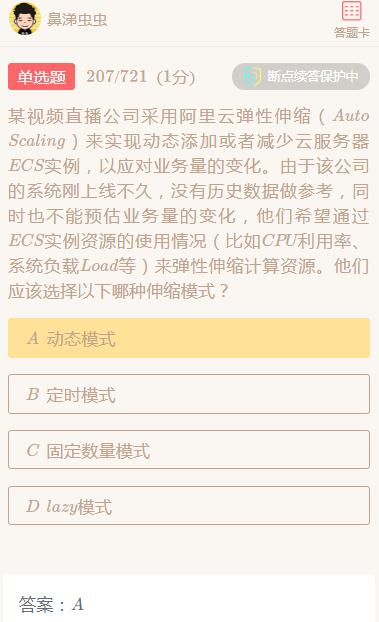 鼻涕虫虫
答题卡
单选题 207/721 (1分) 断点续答保护中
某视频直播公司采用阿里云弹性伸缩（Auto
Scaling）来实现动态添加或者减少云服务器
ECS实例，以应对业务量的变化。由于该公司
的系统刚上线不久，没有历史数据做参考，同
时也不能预估业务量的变化，他们希望通过
ECS实例资源的使用情况（比如CPU利用率、
系统负载Load等）来弹性伸缩计算资源。他们
应该选择以下哪种伸缩模式？
A 动态模式
B 定时模式
C 固定数量模式
D lazy模式
答案：A